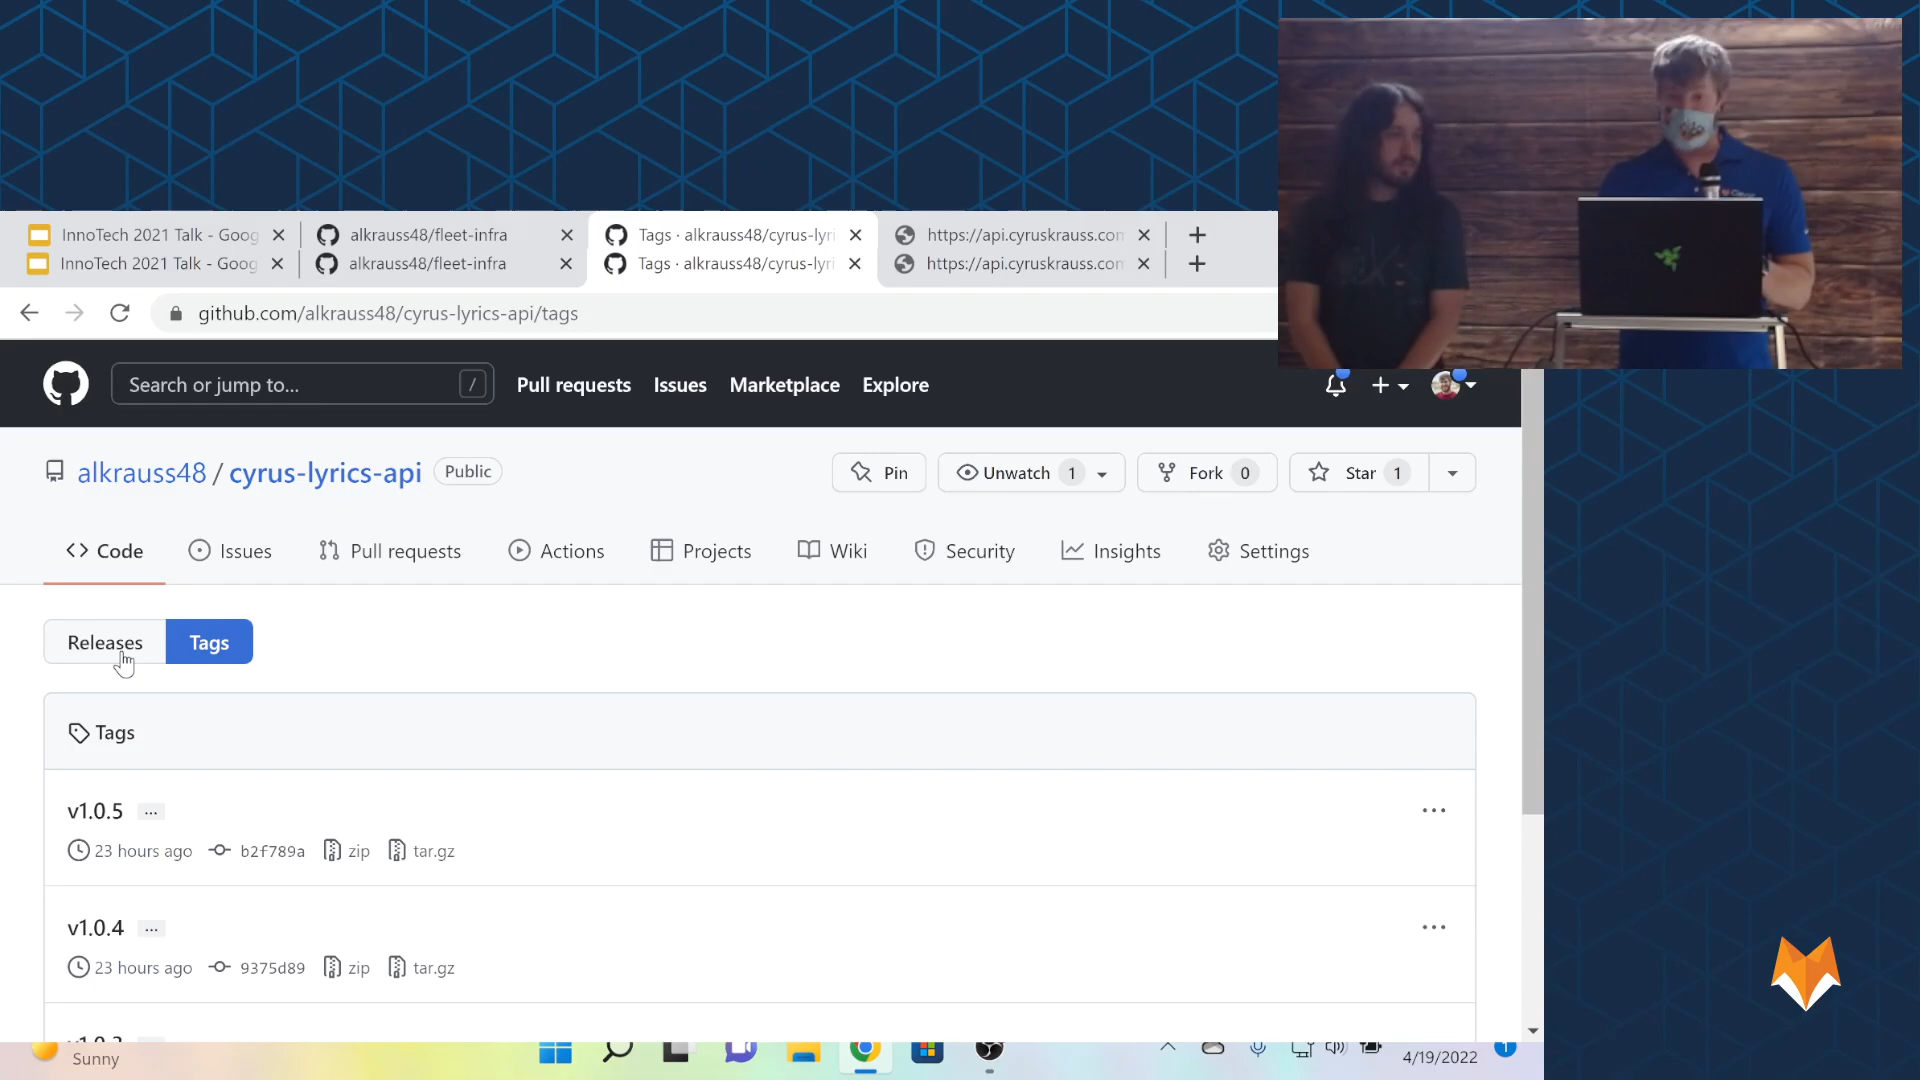 InnoTech 2021 Talk - Goog
alkrauss48/fleet-infra
Tags · alkrauss48/cyrus-lyri
https://api.cyruskrauss.com
InnoTech 2021 Talk - Goog
alkrauss48/fleet-infra
Tags · alkrauss48/cyrus-lyri
https://api.cyruskrauss.com
github.com/alkrauss48/cyrus-lyrics-api/tags
Search or jump to...
/
Pull requests
Issues
Marketplace
Explore
alkrauss48 / cyrus-lyrics-api
Public
Pin
Unwatch 1
Fork 0
Star 1
Code
Issues
Pull requests
Actions
Projects
Wiki
Security
Insights
Settings
Releases
Tags
Tags
v1.0.5 ...
23 hours ago b2f789a zip tar.gz
v1.0.4 ...
23 hours ago 9375d89 zip tar.gz
Sunny
4/19/2022
1